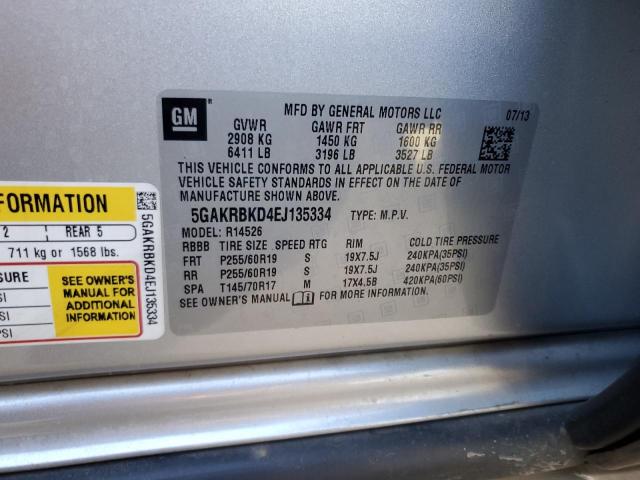 GM
MFD BY GENERAL MOTORS LLC 07/13
GVWR GAWR FRT GAWR RR
2908 KG 1450 KG 1600 KG
6411 LB 3196 LB 3527 LB
THIS VEHICLE CONFORMS TO ALL APPLICABLE U.S. FEDERAL MOTOR
VEHICLE SAFETY STANDARDS IN EFFECT ON THE DATE OF
MANUFACTURE SHOWN ABOVE.
5GAKRBKD4EJ135334 TYPE: M.P.V.
MODEL: R14526
RBBB TIRE SIZE SPEED RTG RIM COLD TIRE PRESSURE
FRT P255/60R19 S 19X7.5J 240KPA(35PSI)
RR P255/60R19 S 19X7.5J 240KPA(35PSI)
SPA T145/70R17 M 17X4.5B 420KPA(60PSI)
SEE OWNER'S MANUAL FOR MORE INFORMATION.
FORMATION
2 REAR 5
711 kg or 1568 lbs.
SURE
SI
SI
PSI
SEE OWNER'S
MANUAL FOR
ADDITIONAL
INFORMATION
5GAKRBKD4EJ135334